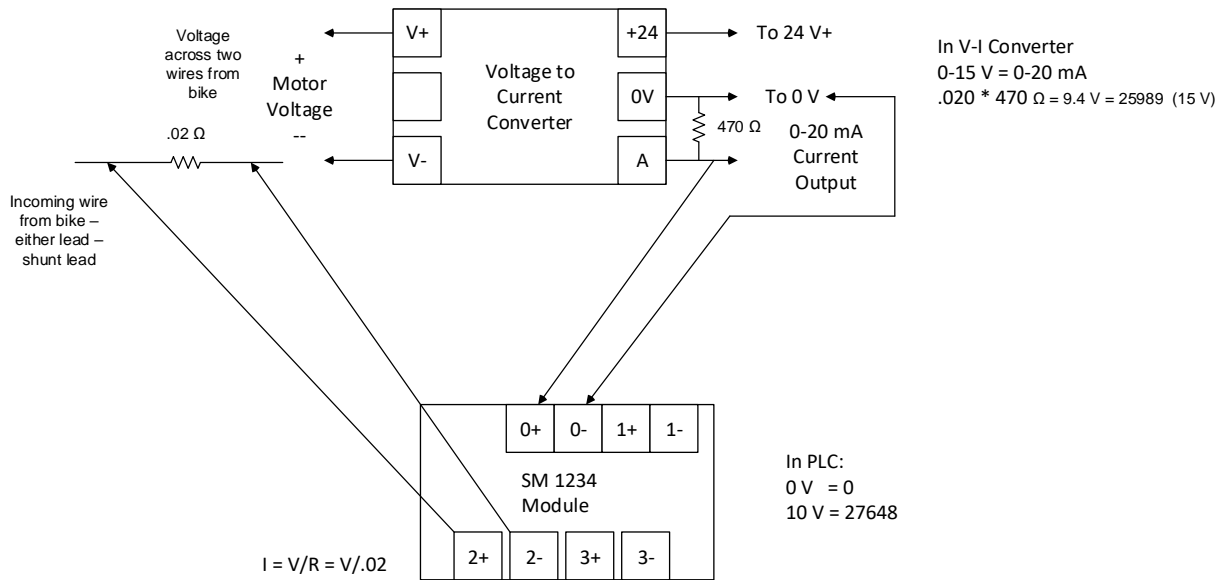 V+
+24
To 24 V+
Voltage
across two
wires from
bike
+
Motor
Voltage
--
Voltage to
Current
Converter
In V-I Converter
0-15 V = 0-20 mA
.020 * 470 Ω = 9.4 V = 25989  (15 V)
0V
To 0 V
470 Ω
.02 Ω
V-
A
0-20 mA
Current
Output
Incoming wire
from bike –
either lead –
shunt lead
0+
0-
1+
1-
SM 1234
Module
In PLC:
0 V   = 0
10 V = 27648
I = V/R = V/.02
2+
2-
3+
3-